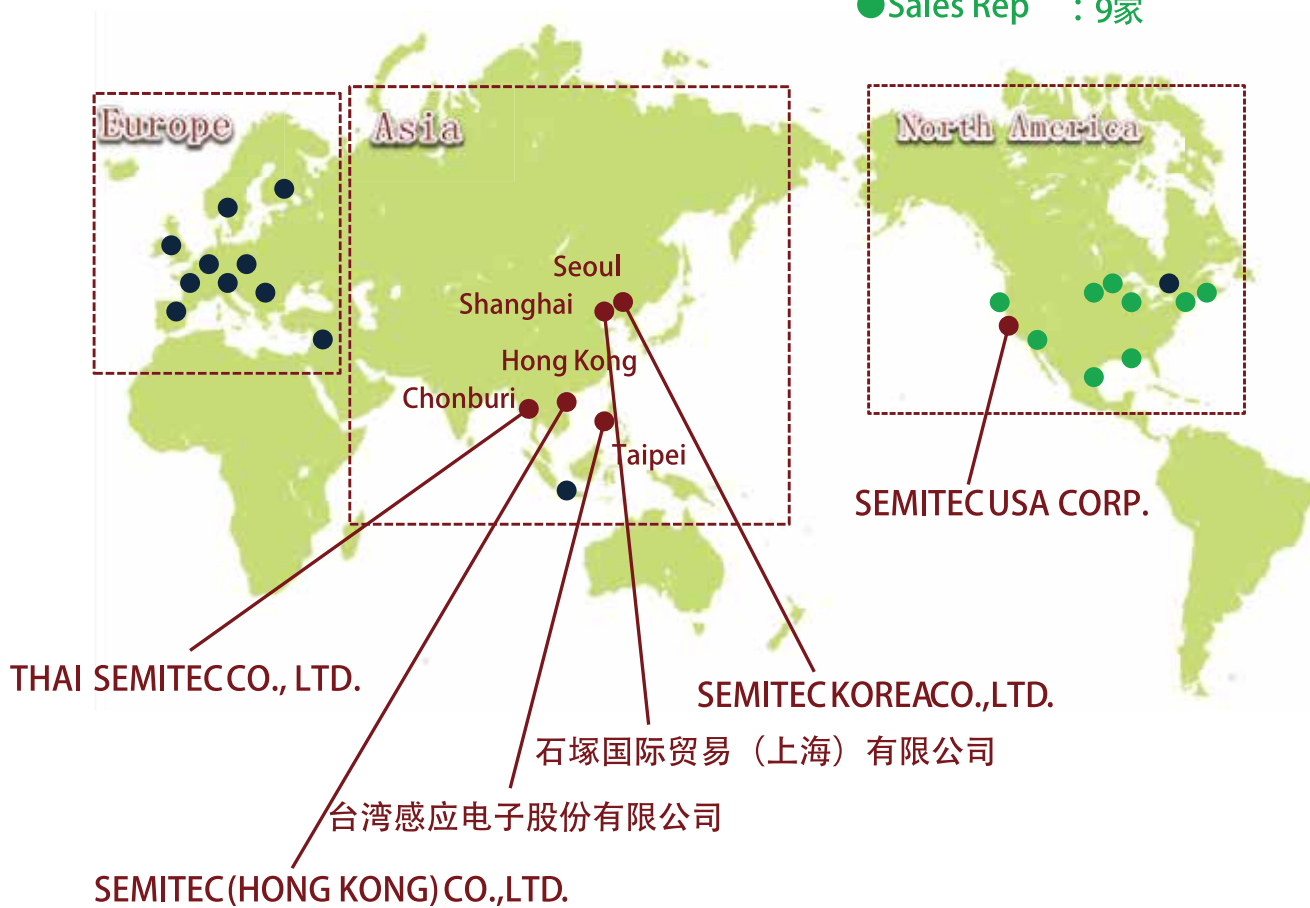 ●Sales Rep ：9家
Europe
Asia
North America
Seoul
Shanghai
Hong Kong
Chonburi
Taipei
SEMITEC USA CORP.
THAI SEMITEC CO., LTD.
SEMITEC KOREA CO.,LTD.
石塚国际贸易（上海）有限公司
台湾感应电子股份有限公司
SEMITEC (HONG KONG) CO.,LTD.